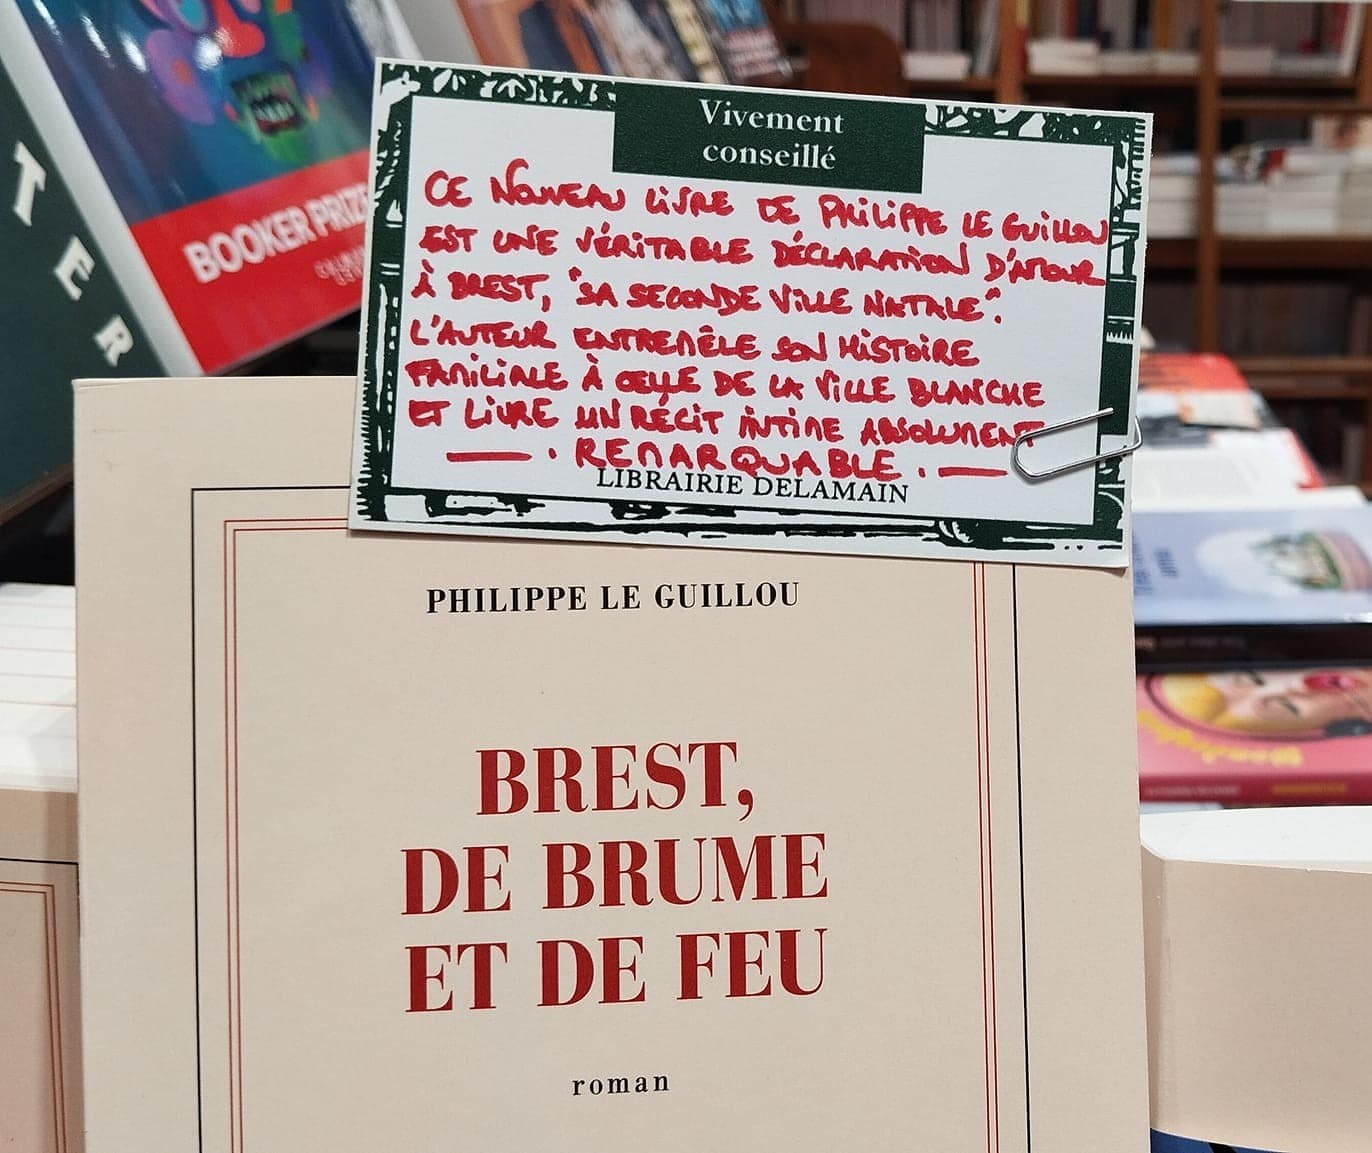 TER
BOOKER PRIZE
Vivement
conseillé
CE NOUVEAU LIVRE DE PHILIPPE LE GUILLOU
EST UNE VÉRITABLE DÉCLARATION D'AMOUR
À BREST, "SA SECONDE VILLE NATALE".
L'AUTEUR ENTREMÊLE SON HISTOIRE
FAMILIALE À CELLE DE LA VILLE BLANCHE
ET LIVRE UN RÉCIT INTIME ABSOLUMENT
— . REMARQUABLE . —
LIBRAIRIE DELAMAIN
PHILIPPE LE GUILLOU
BREST,
DE BRUME
ET DE FEU
roman